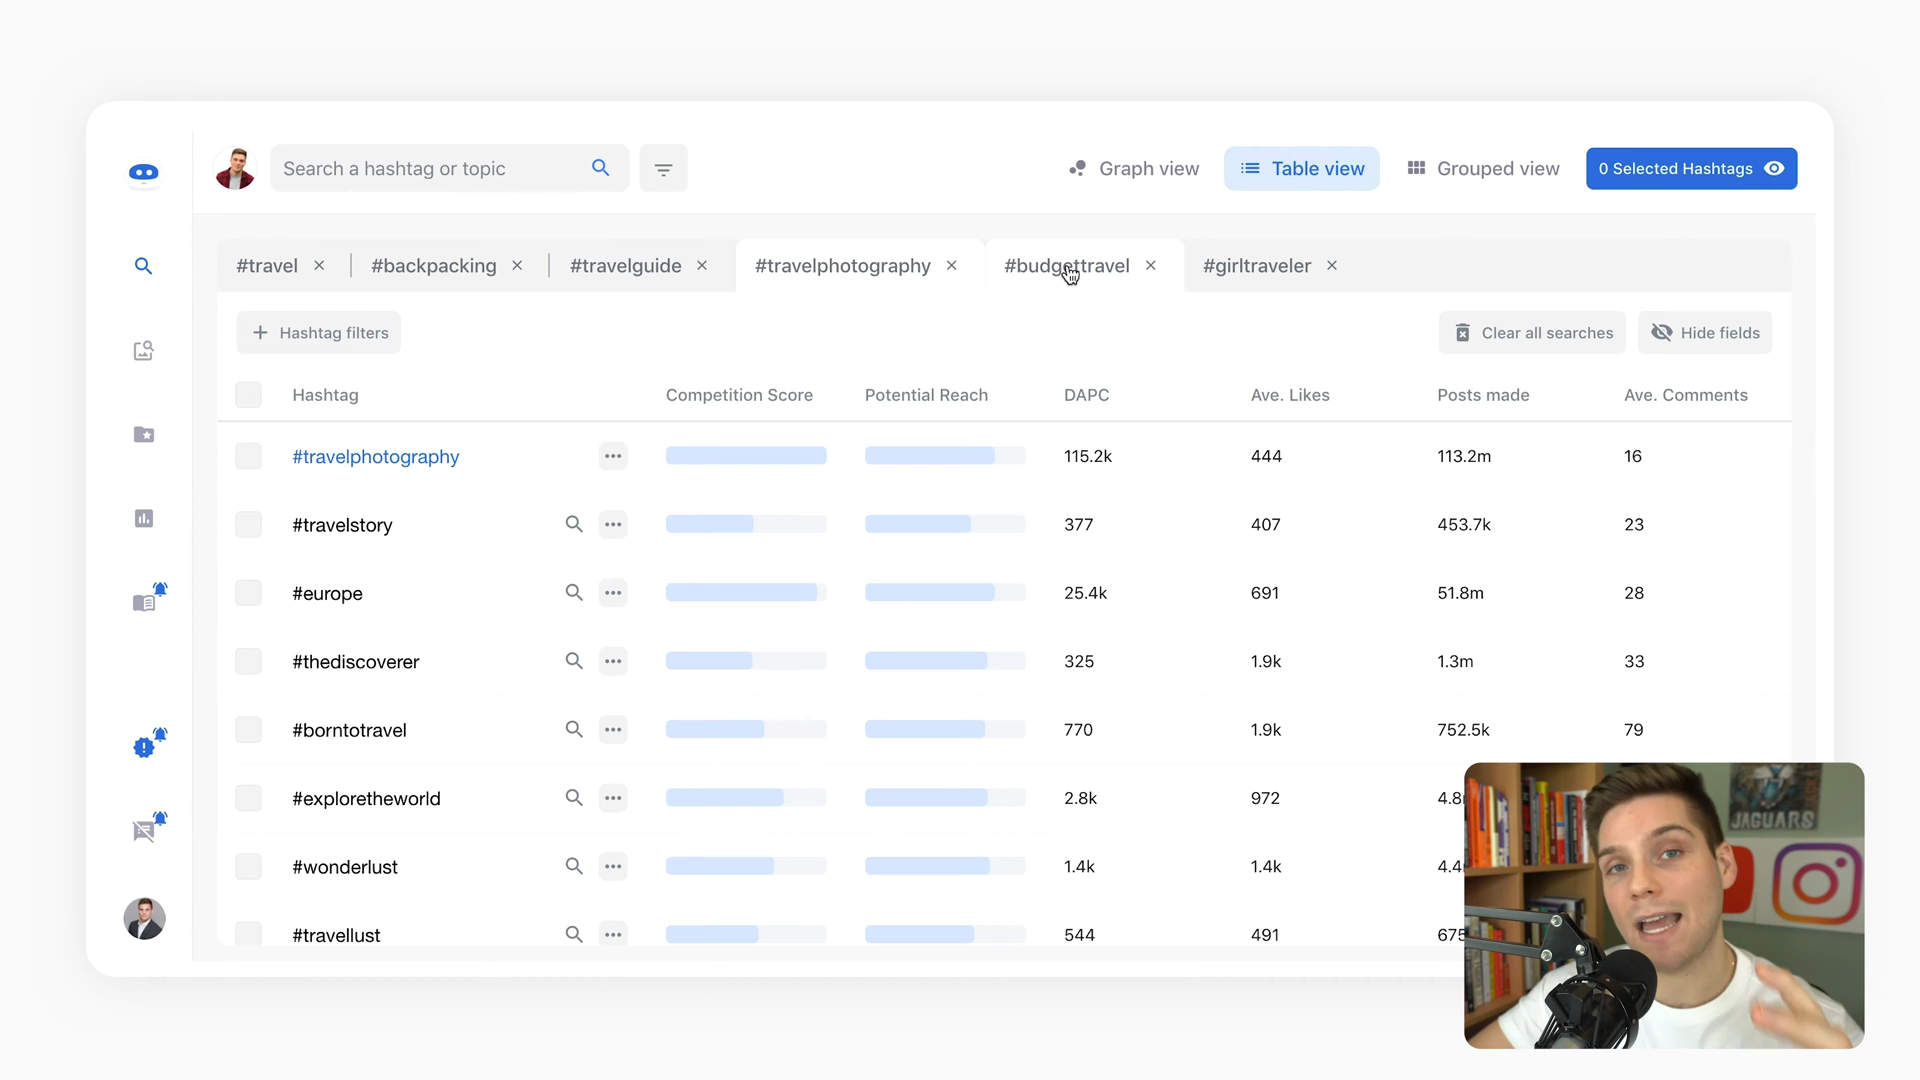 Search a hashtag or topic
Graph view
Table view
Grouped view
0 Selected Hashtags
#travel
#backpacking
#travelguide
#travelphotography
#budgettravel
#girltraveler
Hashtag filters
Clear all searches
Hide fields
Hashtag Competition Score Potential Reach DAPC Ave. Likes Posts made Ave. Comments
#travelphotography 115.2k 444 113.2m 16
#travelstory 377 407 453.7k 23
#europe 25.4k 691 51.8m 28
#thediscoverer 325 1.9k 1.3m 33
#borntotravel 770 1.9k 752.5k 79
#exploretheworld 2.8k 972
#wonderlust 1.4k 1.4k
#travellust 544 491
JAGUARS